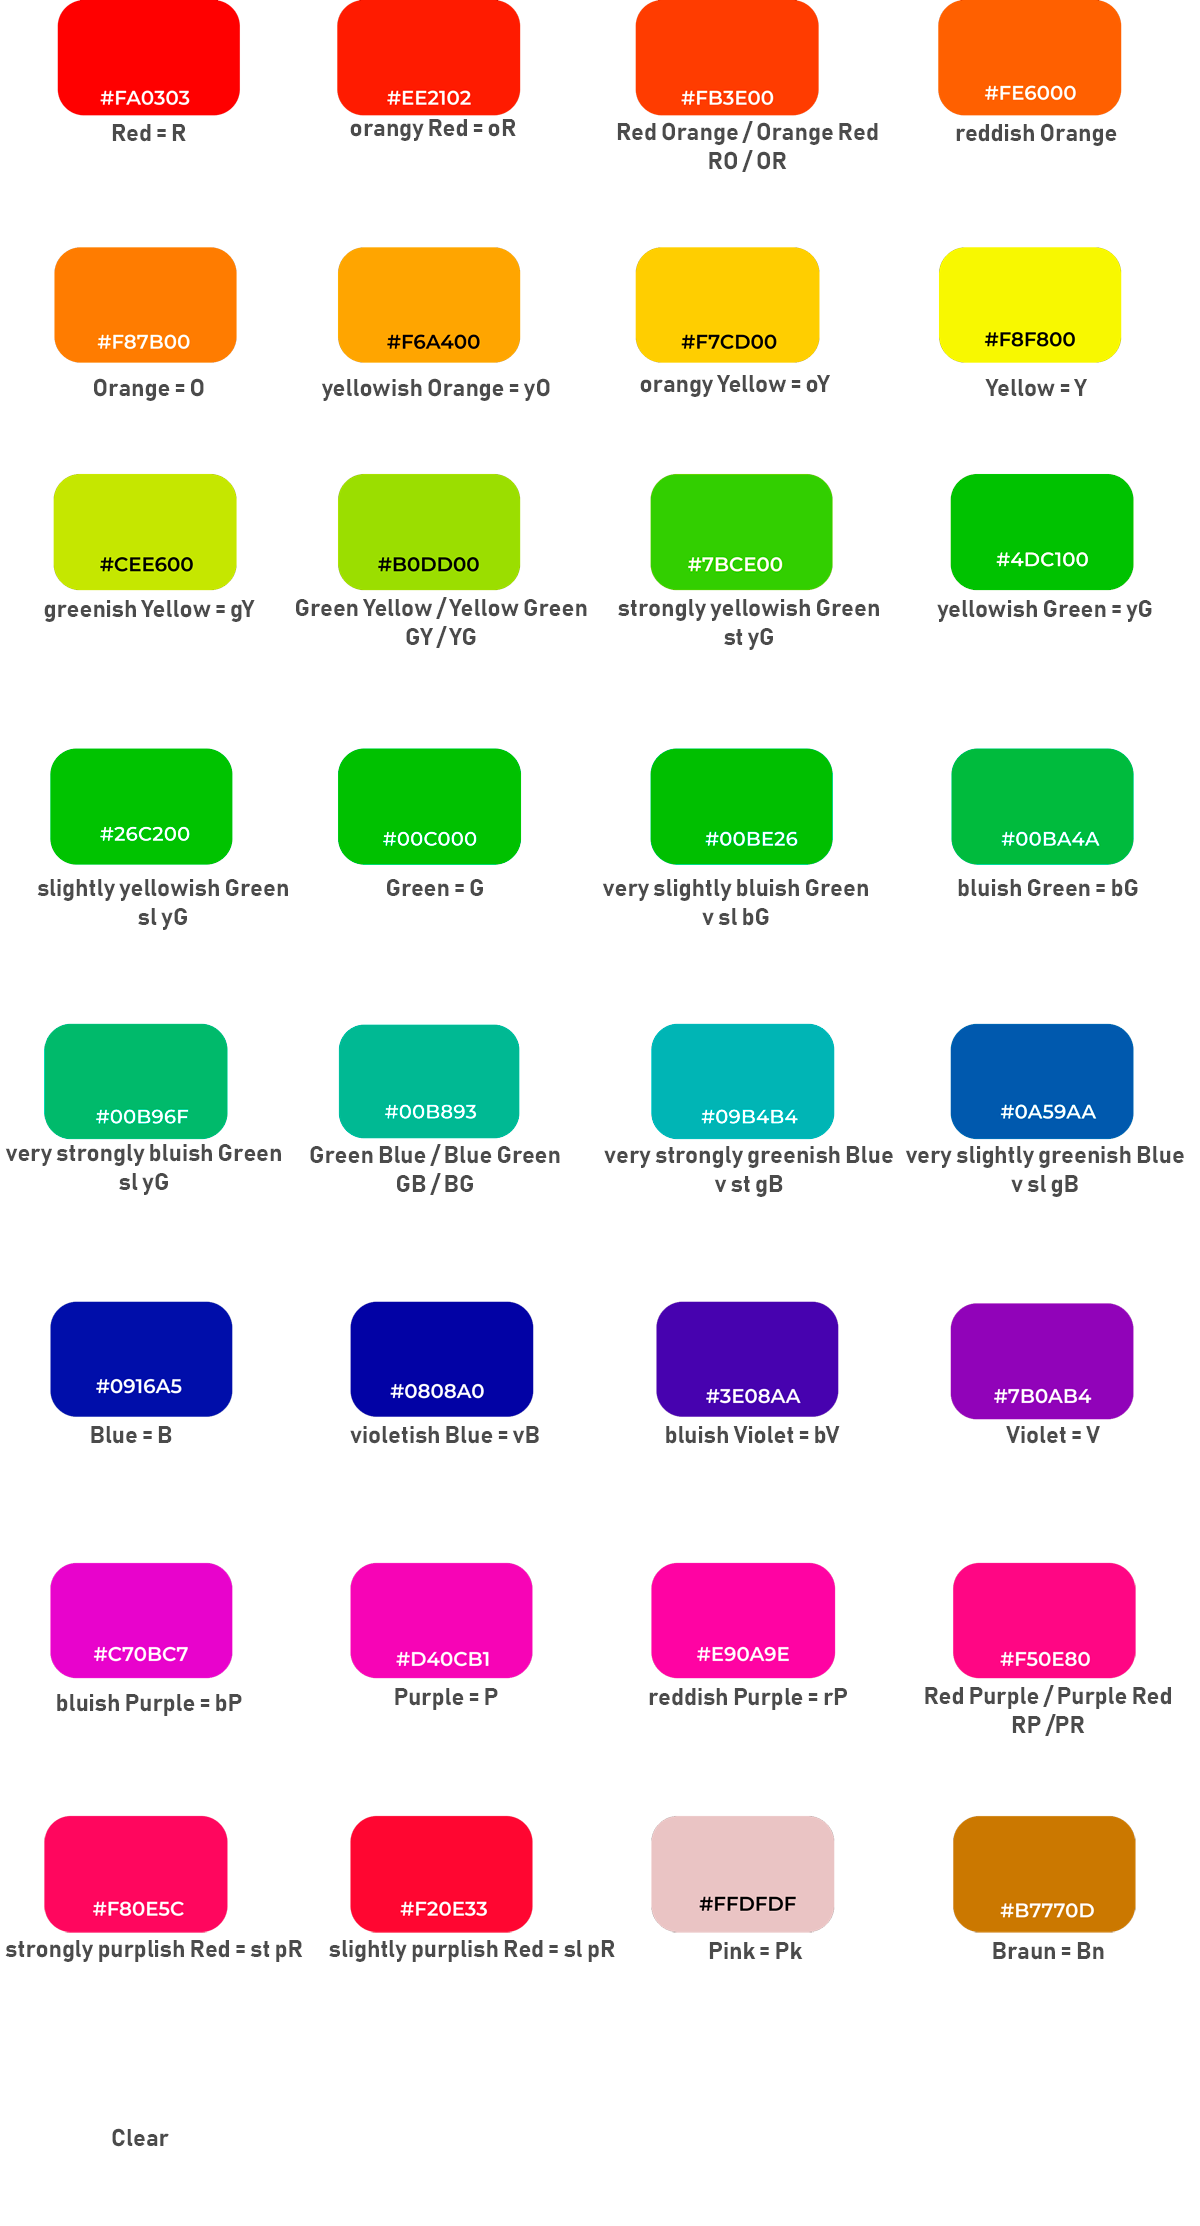 #FA0303
Red = R
#EE2102
orangy Red = oR
#FB3E00
Red Orange / Orange Red
RO / OR
#FE6000
reddish Orange
#F87B00
Orange = O
#F6A400
yellowish Orange = yO
#F7CD00
orangy Yellow = oY
#F8F800
Yellow = Y
#CEE600
greenish Yellow = gY
#B0DD00
Green Yellow / Yellow Green
GY / YG
#7BCE00
strongly yellowish Green
st yG
#4DC100
yellowish Green = yG
#26C200
slightly yellowish Green
sl yG
#00C000
Green = G
#00BE26
very slightly bluish Green
v sl bG
#00BA4A
bluish Green = bG
#00B96F
very strongly bluish Green
sl yG
#00B893
Green Blue / Blue Green
GB / BG
#09B4B4
very strongly greenish Blue
v st gB
#0A59AA
very slightly greenish Blue
v sl gB
#0916A5
Blue = B
#0808A0
violetish Blue = vB
#3E08AA
bluish Violet = bV
#7B0AB4
Violet = V
#C70BC7
bluish Purple = bP
#D40CB1
Purple = P
#E90A9E
reddish Purple = rP
#F50E80
Red Purple / Purple Red
RP /PR
#F80E5C
strongly purplish Red = st pR
#F20E33
slightly purplish Red = sl pR
#FFDFDF
Pink = Pk
#B7770D
Braun = Bn
Clear